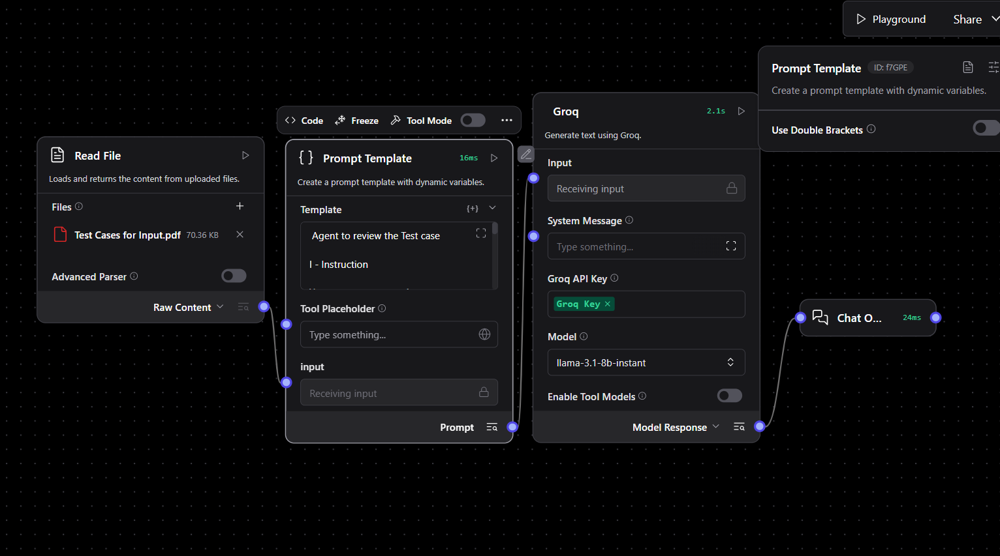 Playground
Share
Prompt Template
ID: f7GPE
Create a prompt template with dynamic variables.
Use Double Brackets
Read File
Loads and returns the content from uploaded files.
Files
Test Cases for Input.pdf 70.36 KB
Advanced Parser
Raw Content
Code
Freeze
Tool Mode
Prompt Template
16ms
Create a prompt template with dynamic variables.
Template
{+}
Agent to review the Test case
I - Instruction
Tool Placeholder
Type something...
input
Receiving input
Prompt
Groq
2.1s
Generate text using Groq.
Input
Receiving input
System Message
Type something...
Groq API Key
Groq Key ×
Model
llama-3.1-8b-instant
Enable Tool Models
Model Response
Chat O...
24ms